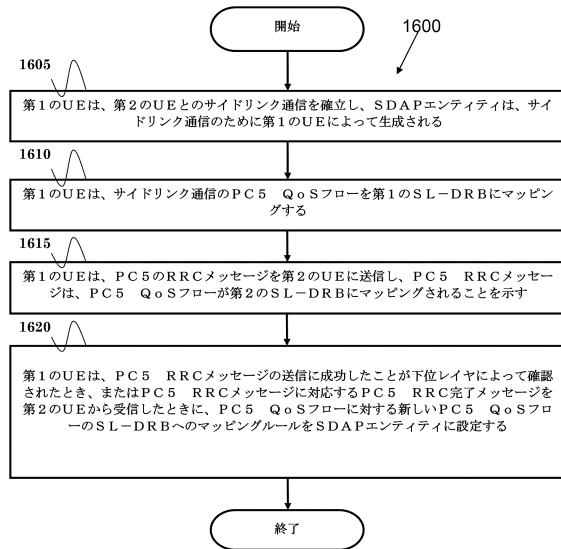 開始
1600
1605
第1のUEは、第2のUEとのサイドリンク通信を確立し、SDAPエンティティは、サイ
ドリンク通信のために第1のUEによって生成される
1610
第1のUEは、サイドリンク通信のPC5　QoSフローを第1のSL－DRBにマッピン
グする
1615
第1のUEは、PC5のRRCメッセージを第2のUEに送信し、PC5　RRCメッセー
ジは、PC5　QoSフローが第2のSL－DRBにマッピングされることを示す
1620
第1のUEは、PC5　RRCメッセージの送信に成功したことが下位レイヤによって確認
されたとき、またはPC5　RRCメッセージに対応するPC5　RRC完了メッセージを
第2のUEから受信したときに、PC5　QoSフローに対する新しいPC5　QoSフロ
ーのSL－DRBへのマッピングルールをSDAPエンティティに設定する
終了